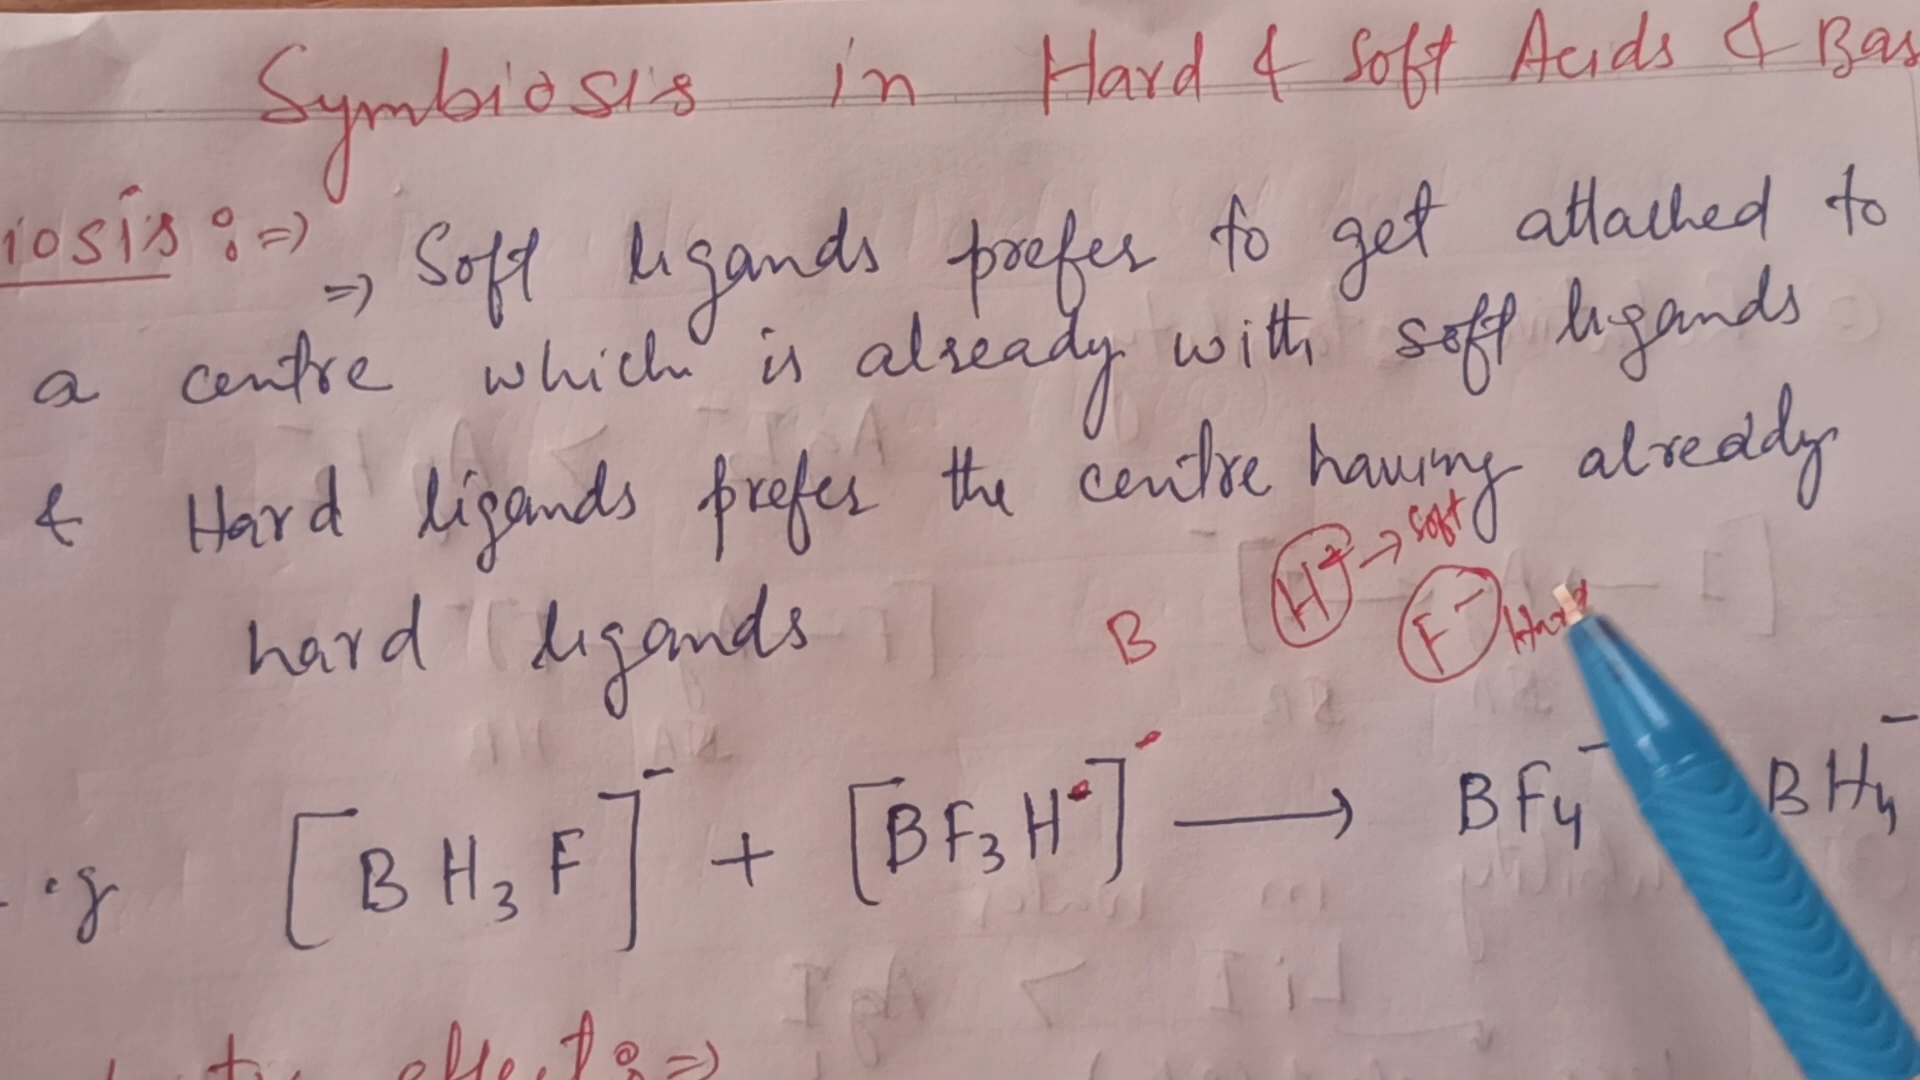 Symbiosis in Hard & Soft Acids & Bas
iosis :⇒
⇒ Soft ligands prefer to get attached to
a centre which is already with soft ligands
& Hard ligands prefer the centre having already
hard ligands
B H⁺ → Soft
F⁻ Hard
.g [BH₃F]⁻ + [BF₃H]⁻ ⟶ BF₄⁻ BH₄⁻
effect :⇒